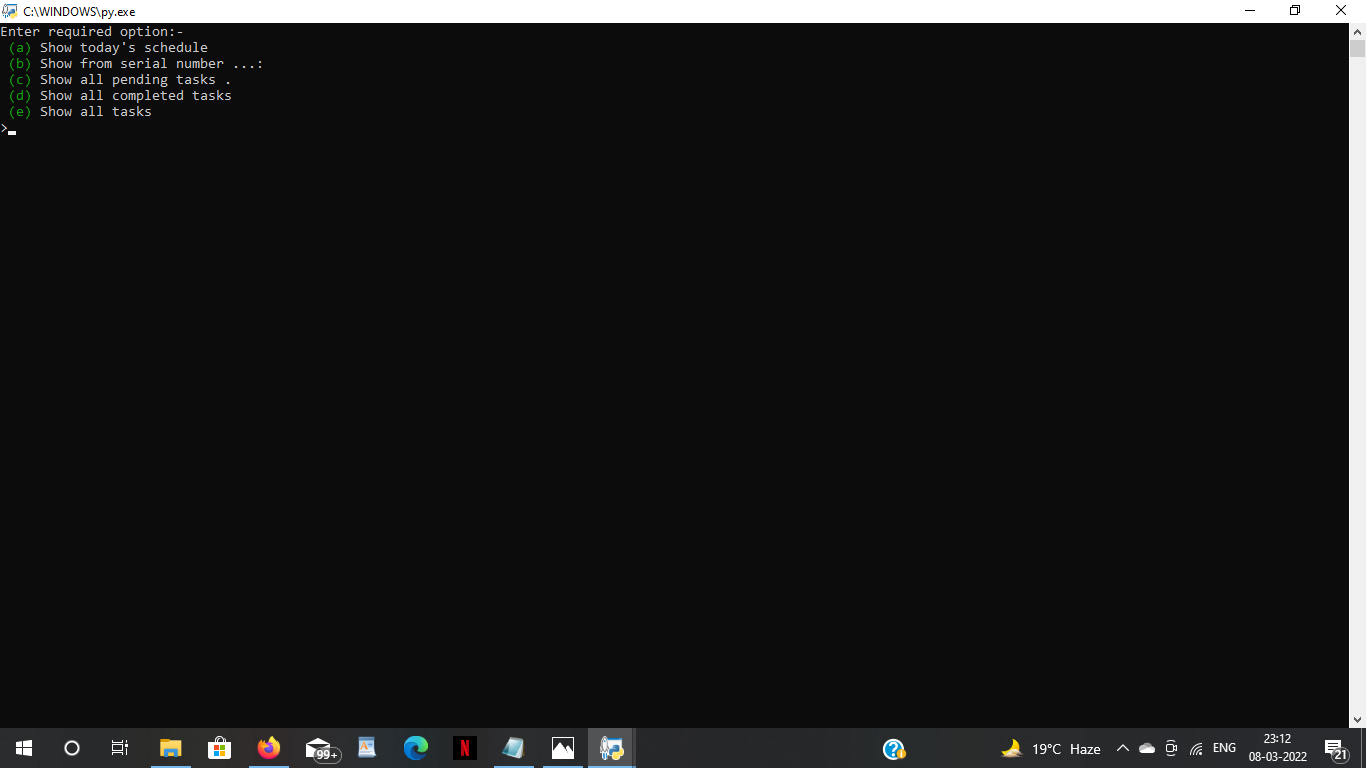 C:\WINDOWS\py.exe
Enter required option:-
(a) Show today's schedule
(b) Show from serial number ...:
(c) Show all pending tasks .
(d) Show all completed tasks
(e) Show all tasks
>
99+
N
19°C Haze
ENG
23:12
08-03-2022
21